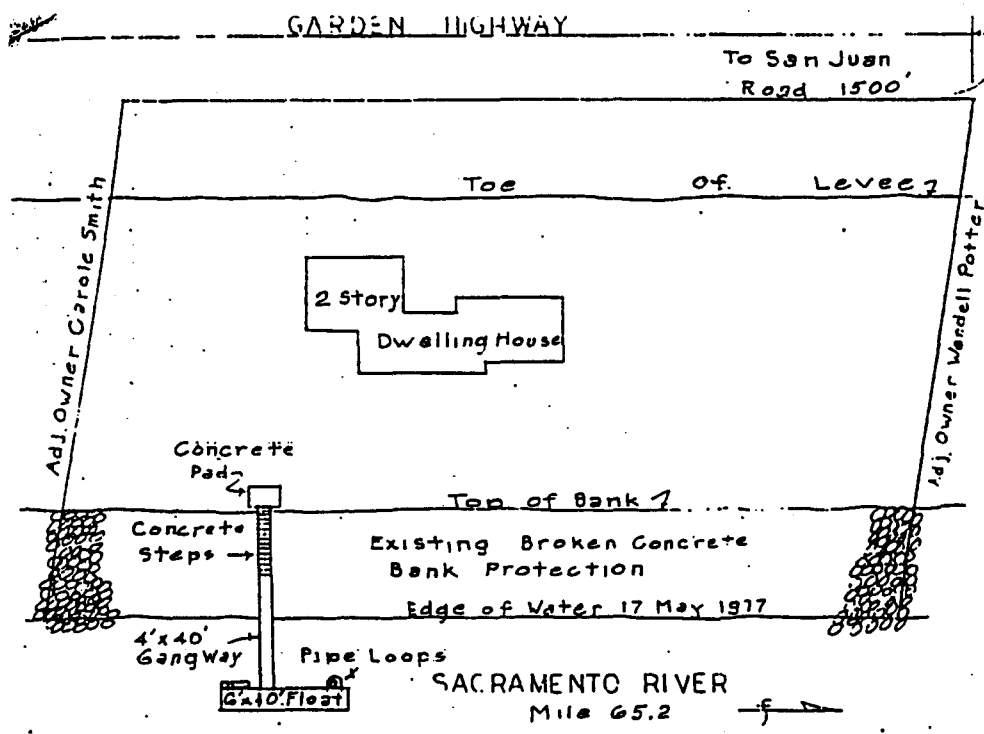 GARDEN HIGHWAY
To San Juan
Road 1500'
Toe Of Levee
Adj. Owner Carole Smith
Adj. Owner Wendell Potter
2 Story
Dwelling House
Concrete
Pad
Top of Bank
Concrete
Steps
Existing Broken Concrete
Bank Protection
Edge of Water 17 May 1977
4'x40'
GangWay
Pipe Loops
6'x40' Float
SACRAMENTO RIVER
Mile 65.2